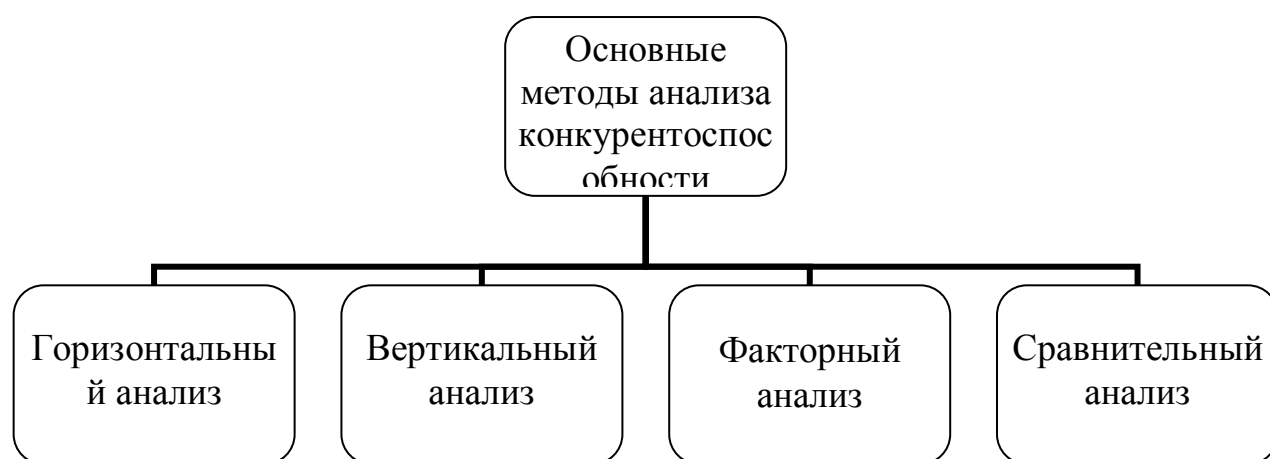 Основные
методы анализа
конкурентоспос
обности
Горизонтальны
й анализ
Вертикальный
анализ
Факторный
анализ
Сравнительный
анализ